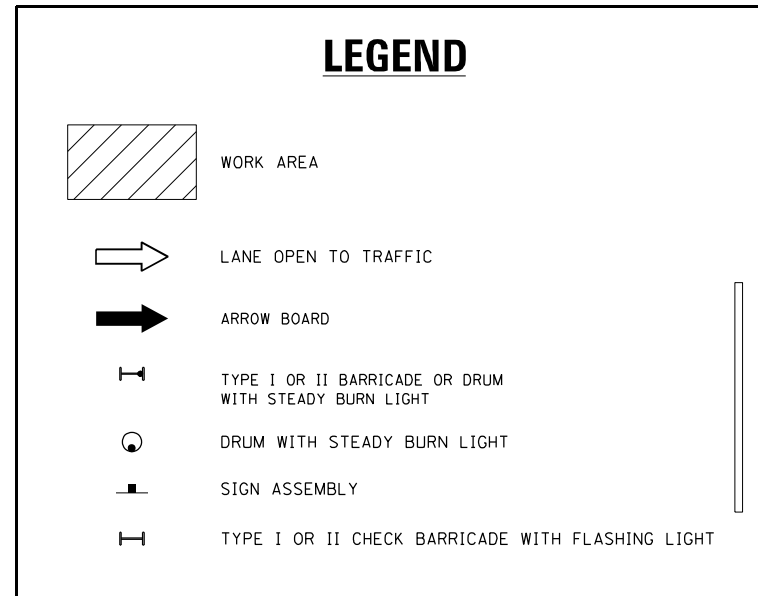 LEGEND
WORK AREA
LANE OPEN TO TRAFFIC
ARROW BOARD
TYPE I OR II BARRICADE OR DRUM
WITH STEADY BURN LIGHT
DRUM WITH STEADY BURN LIGHT
SIGN ASSEMBLY
TYPE I OR II CHECK BARRICADE WITH FLASHING LIGHT